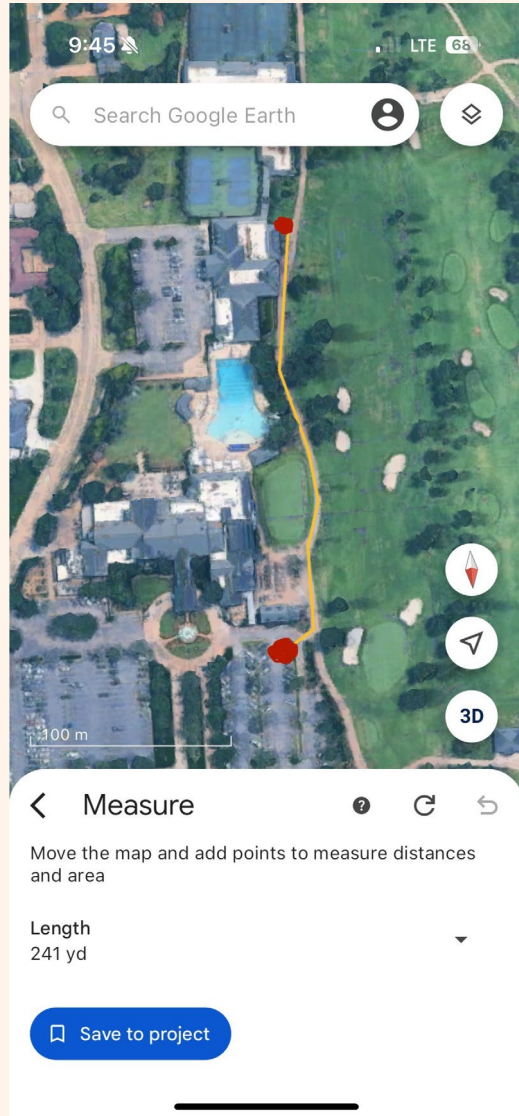 9:45
LTE 68
Search Google Earth
3D
100 m
Measure
?
Move the map and add points to measure distances
and area
Length
241 yd
Save to project